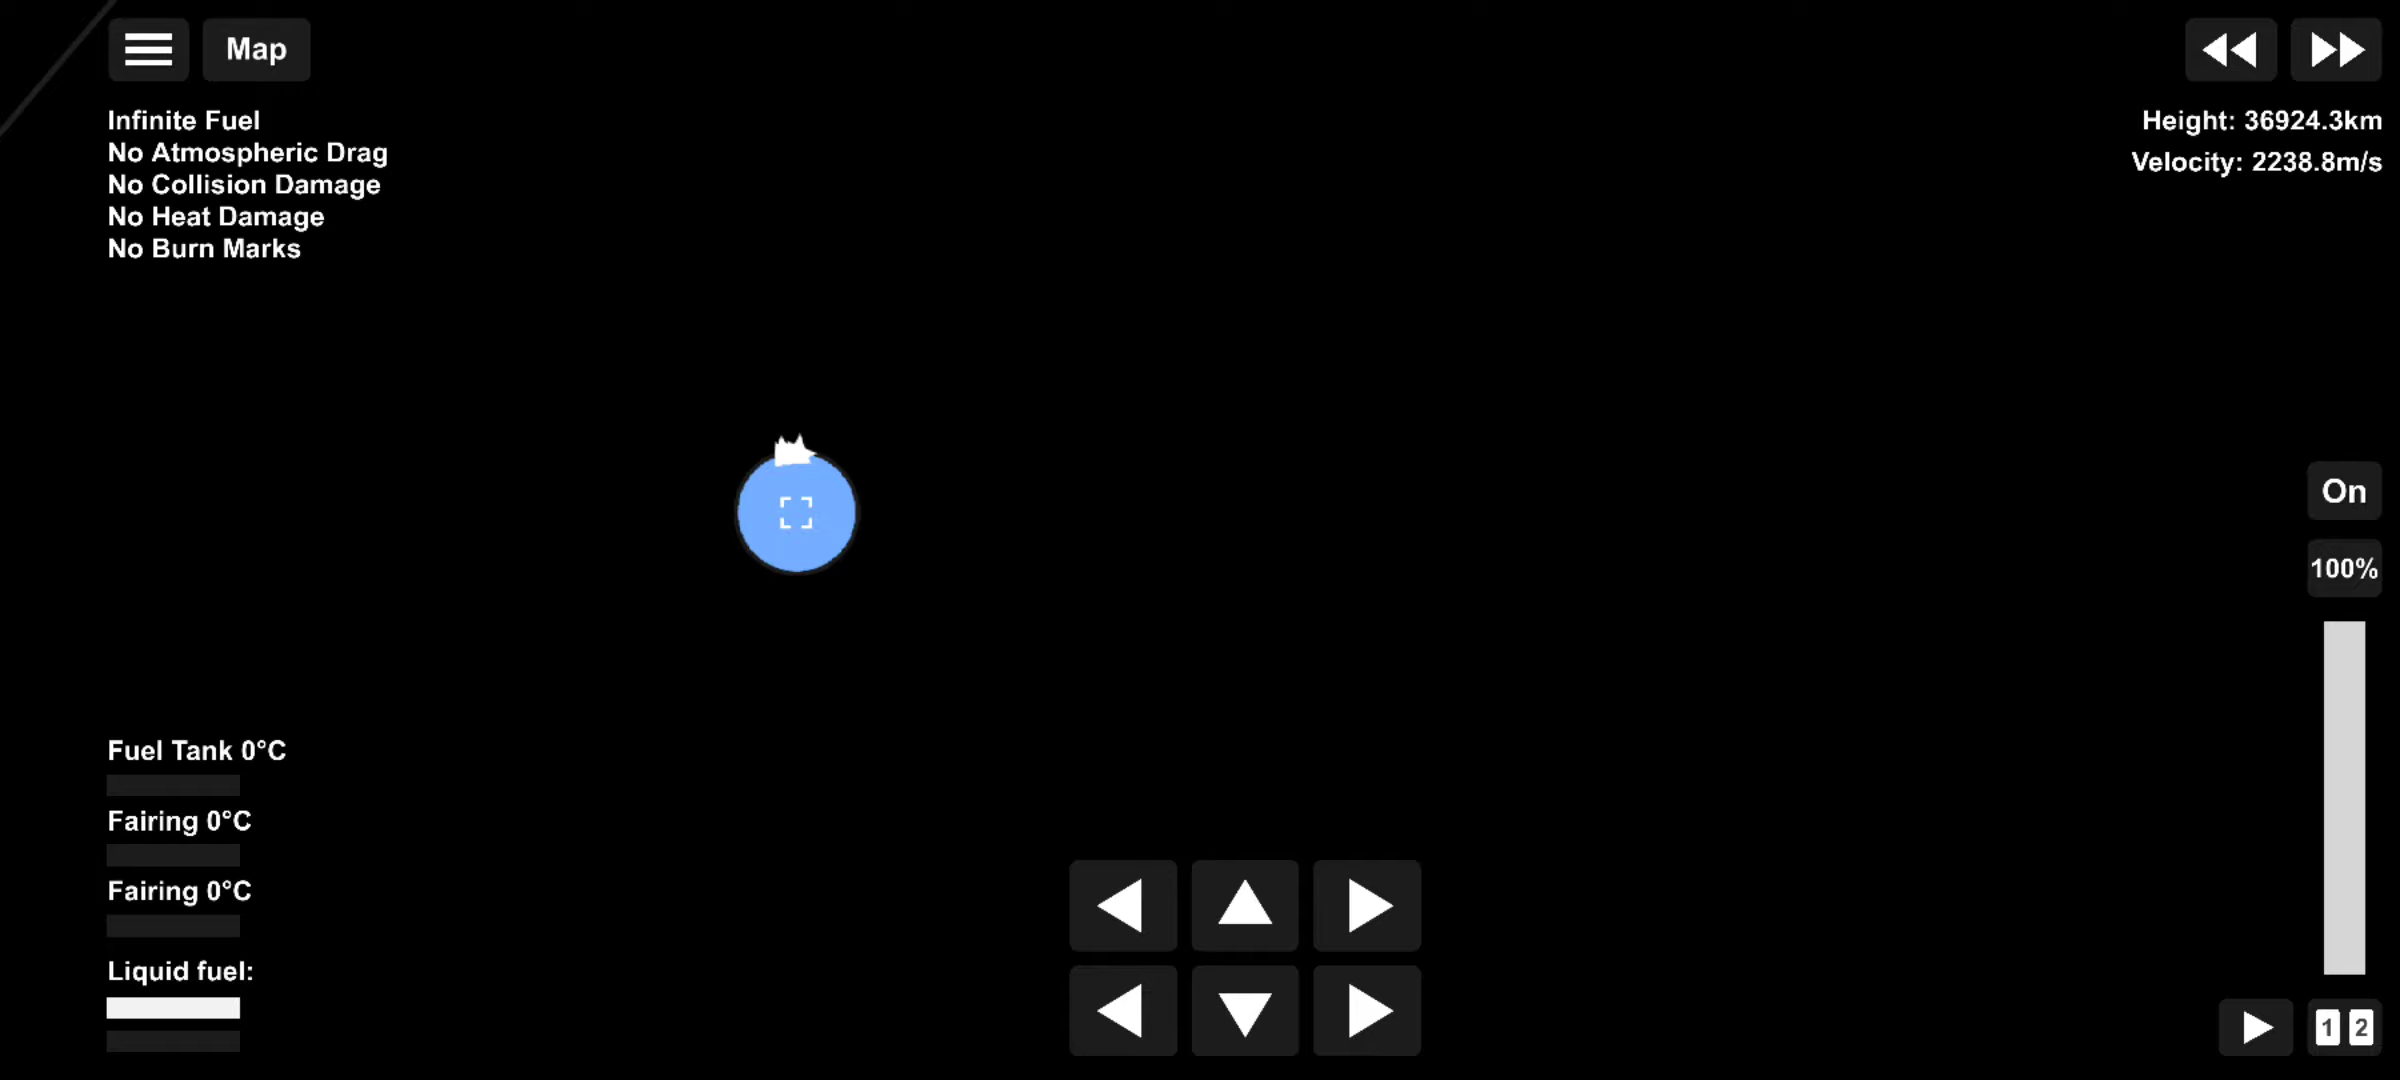 Map
Infinite Fuel
No Atmospheric Drag
No Collision Damage
No Heat Damage
No Burn Marks
Height: 36924.3km
Velocity: 2238.8m/s
On
100%
Fuel Tank 0°C
Fairing 0°C
Fairing 0°C
Liquid fuel:
1 2